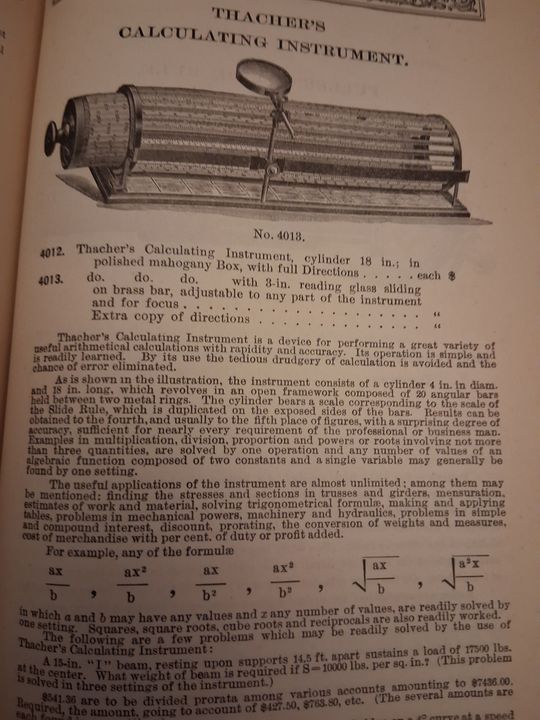 THACHER'S
CALCULATING INSTRUMENT.
No. 4013.
4012. Thacher's Calculating Instrument, cylinder 18 in.; in
polished mahogany Box, with full Directions . . . . . each $
4013. do. do. do. with 3-in. reading glass sliding
on brass bar, adjustable to any part of the instrument
and for focus . . . . . . . . . . . . . . . . . . . "
Extra copy of directions . . . . . . . . . . . . . "
Thacher's Calculating Instrument is a device for performing a great variety of
useful arithmetical calculations with rapidity and accuracy. Its operation is simple and
is readily learned. By its use the tedious drudgery of calculation is avoided and the
chance of error eliminated.
As is shown in the illustration, the instrument consists of a cylinder 4 in. in diam.
and 18 in. long, which revolves in an open framework composed of 20 angular bars
held between two metal rings. The cylinder bears a scale corresponding to the scale of
the Slide Rule, which is duplicated on the exposed sides of the bars. Results can be
obtained to the fourth, and usually to the fifth place of figures, with a surprising degree of
accuracy, sufficient for nearly every requirement of the professional or business man.
Examples in multiplication, division, proportion and powers or roots involving not more
than three quantities, are solved by one operation and any number of values of an
algebraic function composed of two constants and a single variable may generally be
found by one setting.
The useful applications of the instrument are almost unlimited; among them may
be mentioned: finding the stresses and sections in trusses and girders, mensuration,
estimates of work and material, solving trigonometrical formulæ, making and applying
tables, problems in mechanical powers, machinery and hydraulics, problems in simple
and compound interest, discount, prorating, the conversion of weights and measures,
cost of merchandise with per cent. of duty or profit added.
For example, any of the formulæ
ax/b, ax²/b, ax/b², ax²/b², √(ax/b), √(a²x/b)
in which a and b may have any values and x any number of values, are readily solved by
one setting. Squares, square roots, cube roots and reciprocals are also readily worked.
The following are a few problems which may be readily solved by the use of
Thacher's Calculating Instrument:
A 15-in. "I" beam, resting upon supports 14.5 ft. apart sustains a load of 17500 lbs.
at the center. What weight of beam is required if S=10000 lbs. per sq. in.? (This problem
is solved in three settings of the instrument.)
$541.36 are to be divided prorata among various accounts amounting to $7436.00.
Required, the amount, going to account of $427.50, $763.80, etc. (The several amounts are